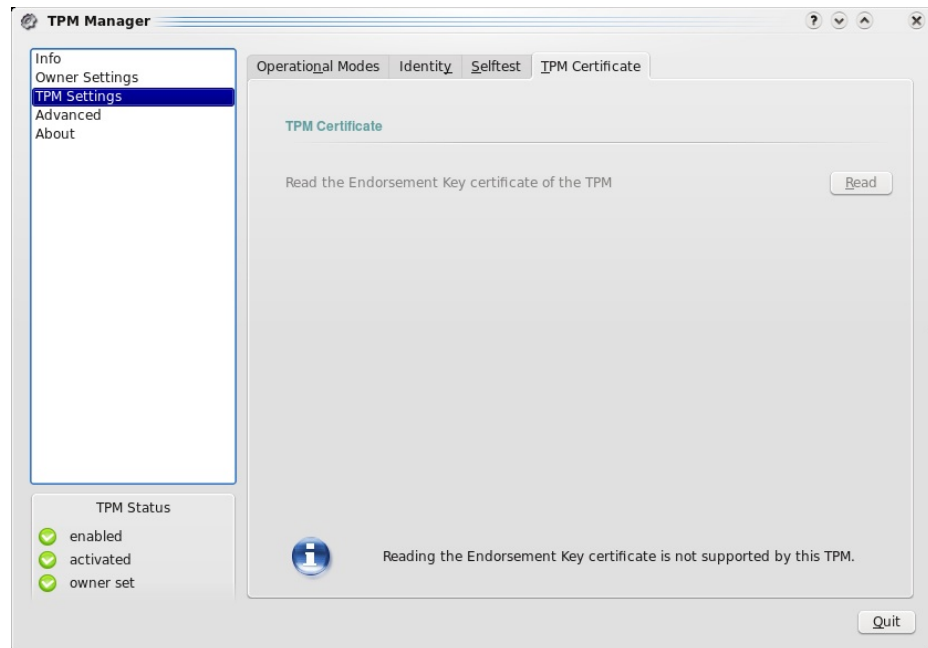 TPM Manager
Info
Owner Settings
TPM Settings
Advanced
About
Operational Modes Identity Selftest TPM Certificate
TPM Certificate
Read the Endorsement Key certificate of the TPM Read
Reading the Endorsement Key certificate is not supported by this TPM.
TPM Status
enabled
activated
owner set
Quit